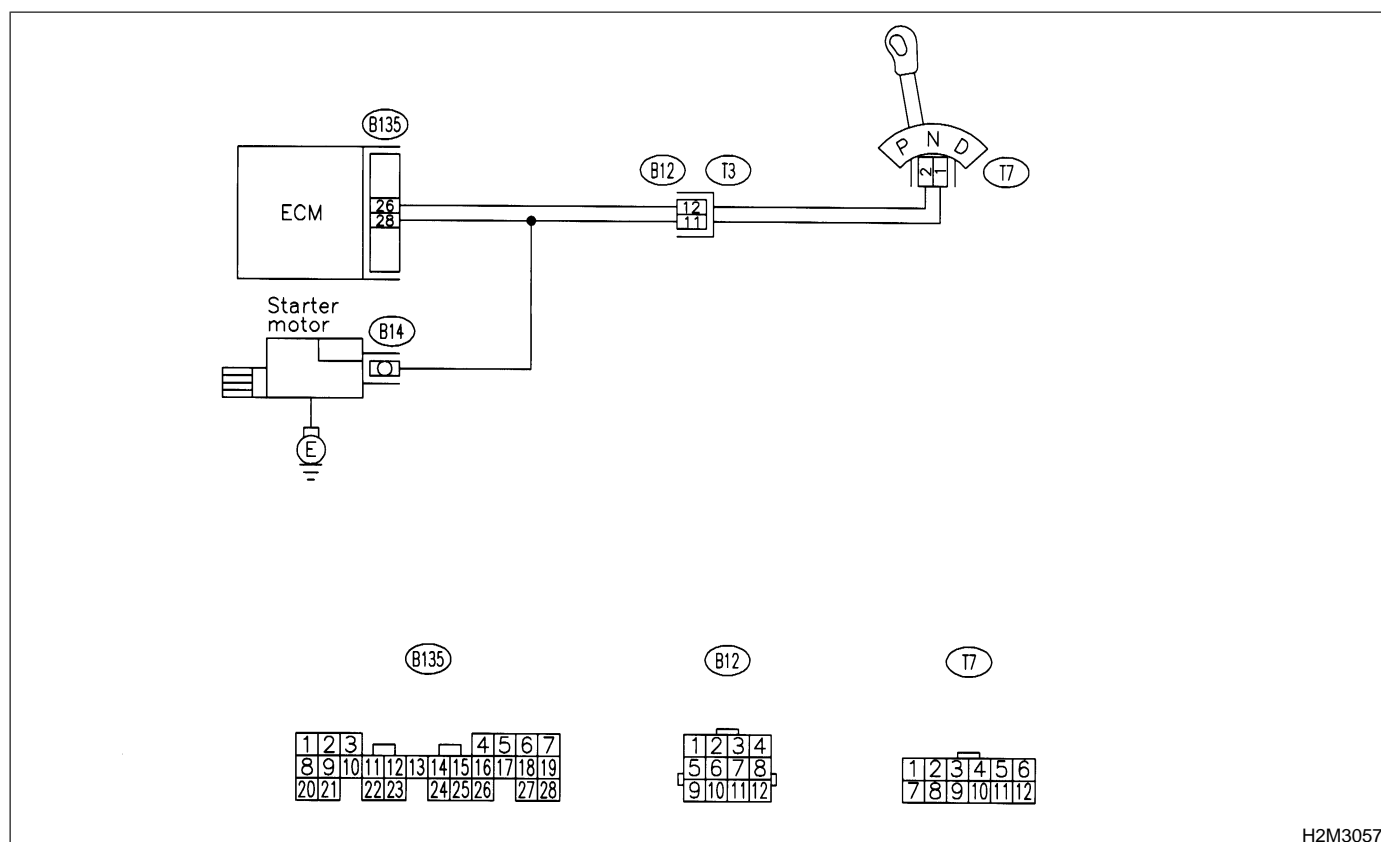 P N D
2 1
T7
B135
B12 T3
ECM
26
28
12
11
Starter
motor
B14
E
B135 B12 T7
1 2 3 4 5 6 7
8 9 10 11 12 13 14 15 16 17 18 19
20 21 22 23 24 25 26 27 28
1 2 3 4
5 6 7 8
9 10 11 12
1 2 3 4 5 6
7 8 9 10 11 12
H2M3057